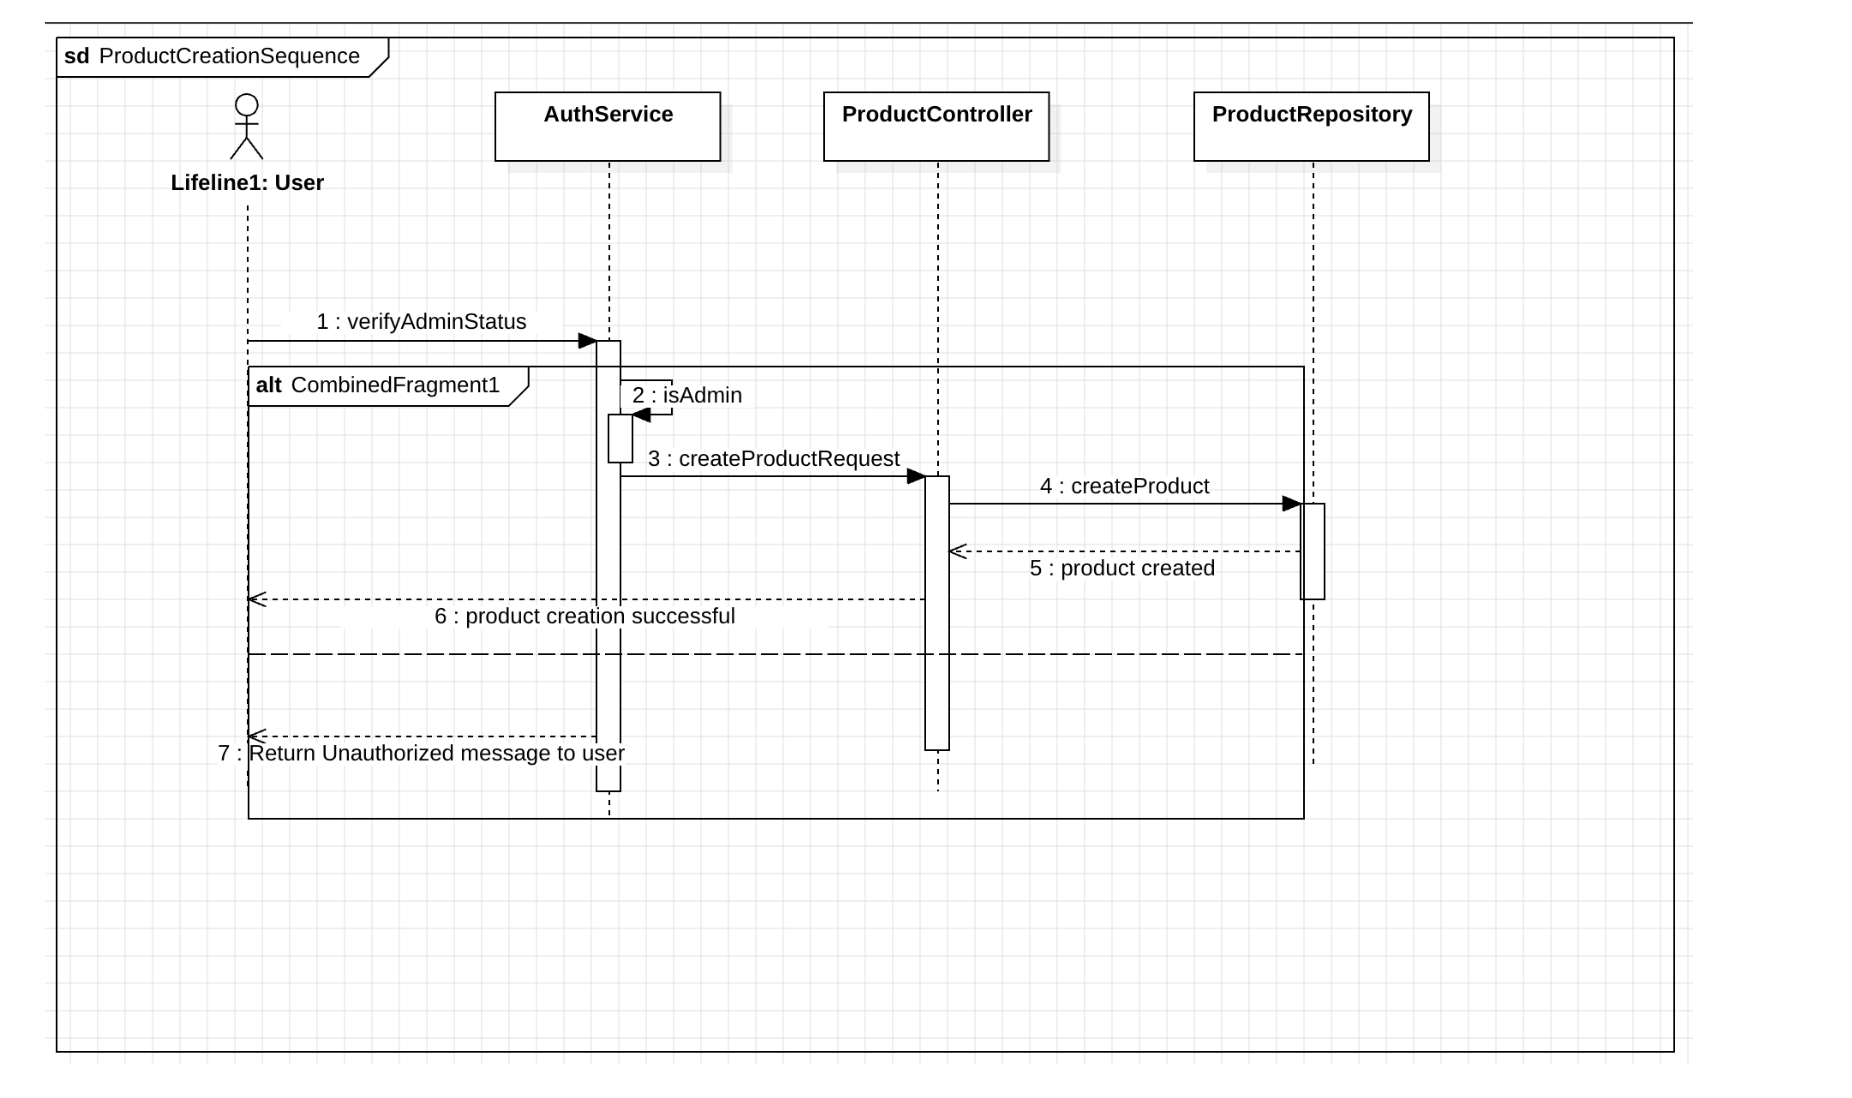 sd ProductCreationSequence
AuthService
ProductController
ProductRepository
Lifeline1: User
1 : verifyAdminStatus
alt CombinedFragment1
2 : isAdmin
3 : createProductRequest
4 : createProduct
5 : product created
6 : product creation successful
7 : Return Unauthorized message to user